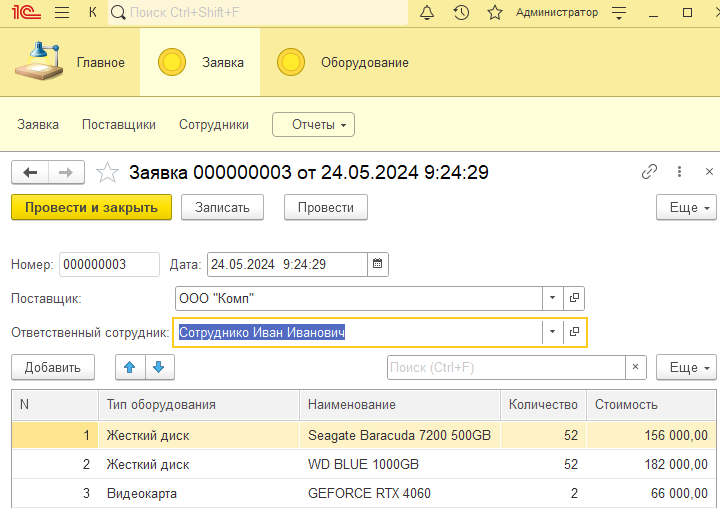 1С К Поиск Ctrl+Shift+F Администратор
Главное Заявка Оборудование
Заявка Поставщики Сотрудники Отчеты
Заявка 000000003 от 24.05.2024 9:24:29
Провести и закрыть Записать Провести Еще
Номер: 000000003 Дата: 24.05.2024 9:24:29
Поставщик: ООО "Комп"
Ответственный сотрудник: Сотруднико Иван Иванович
Добавить Поиск (Ctrl+F) × Еще
N Тип оборудования Наименование Количество Стоимость
1 Жесткий диск Seagate Baracuda 7200 500GB 52 156 000,00
2 Жесткий диск WD BLUE 1000GB 52 182 000,00
3 Видеокарта GEFORCE RTX 4060 2 66 000,00